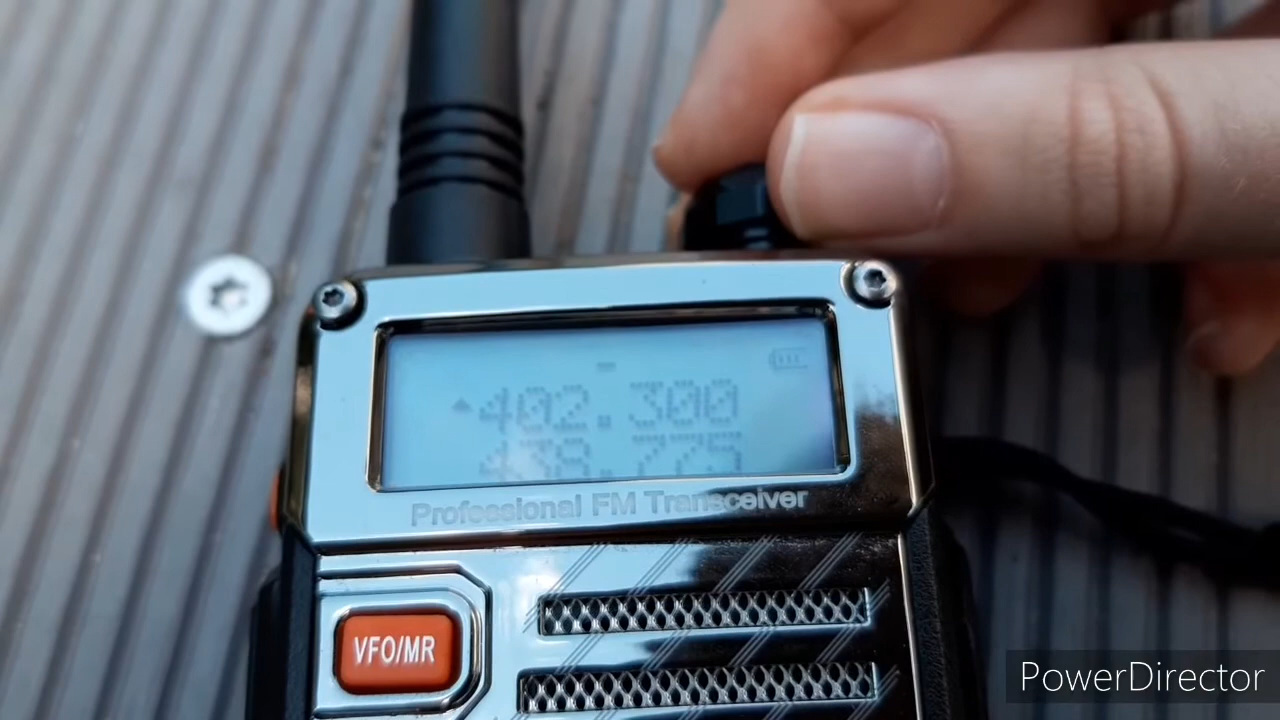 402.300
438.775
Professional FM Transceiver
VFO/MR
PowerDirector